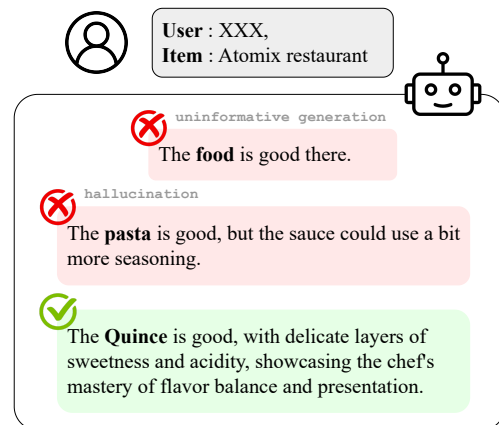 User : XXX,
Item : Atomix restaurant
uninformative generation
The food is good there.
hallucination
The pasta is good, but the sauce could use a bit
more seasoning.
The Quince is good, with delicate layers of
sweetness and acidity, showcasing the chef's
mastery of flavor balance and presentation.